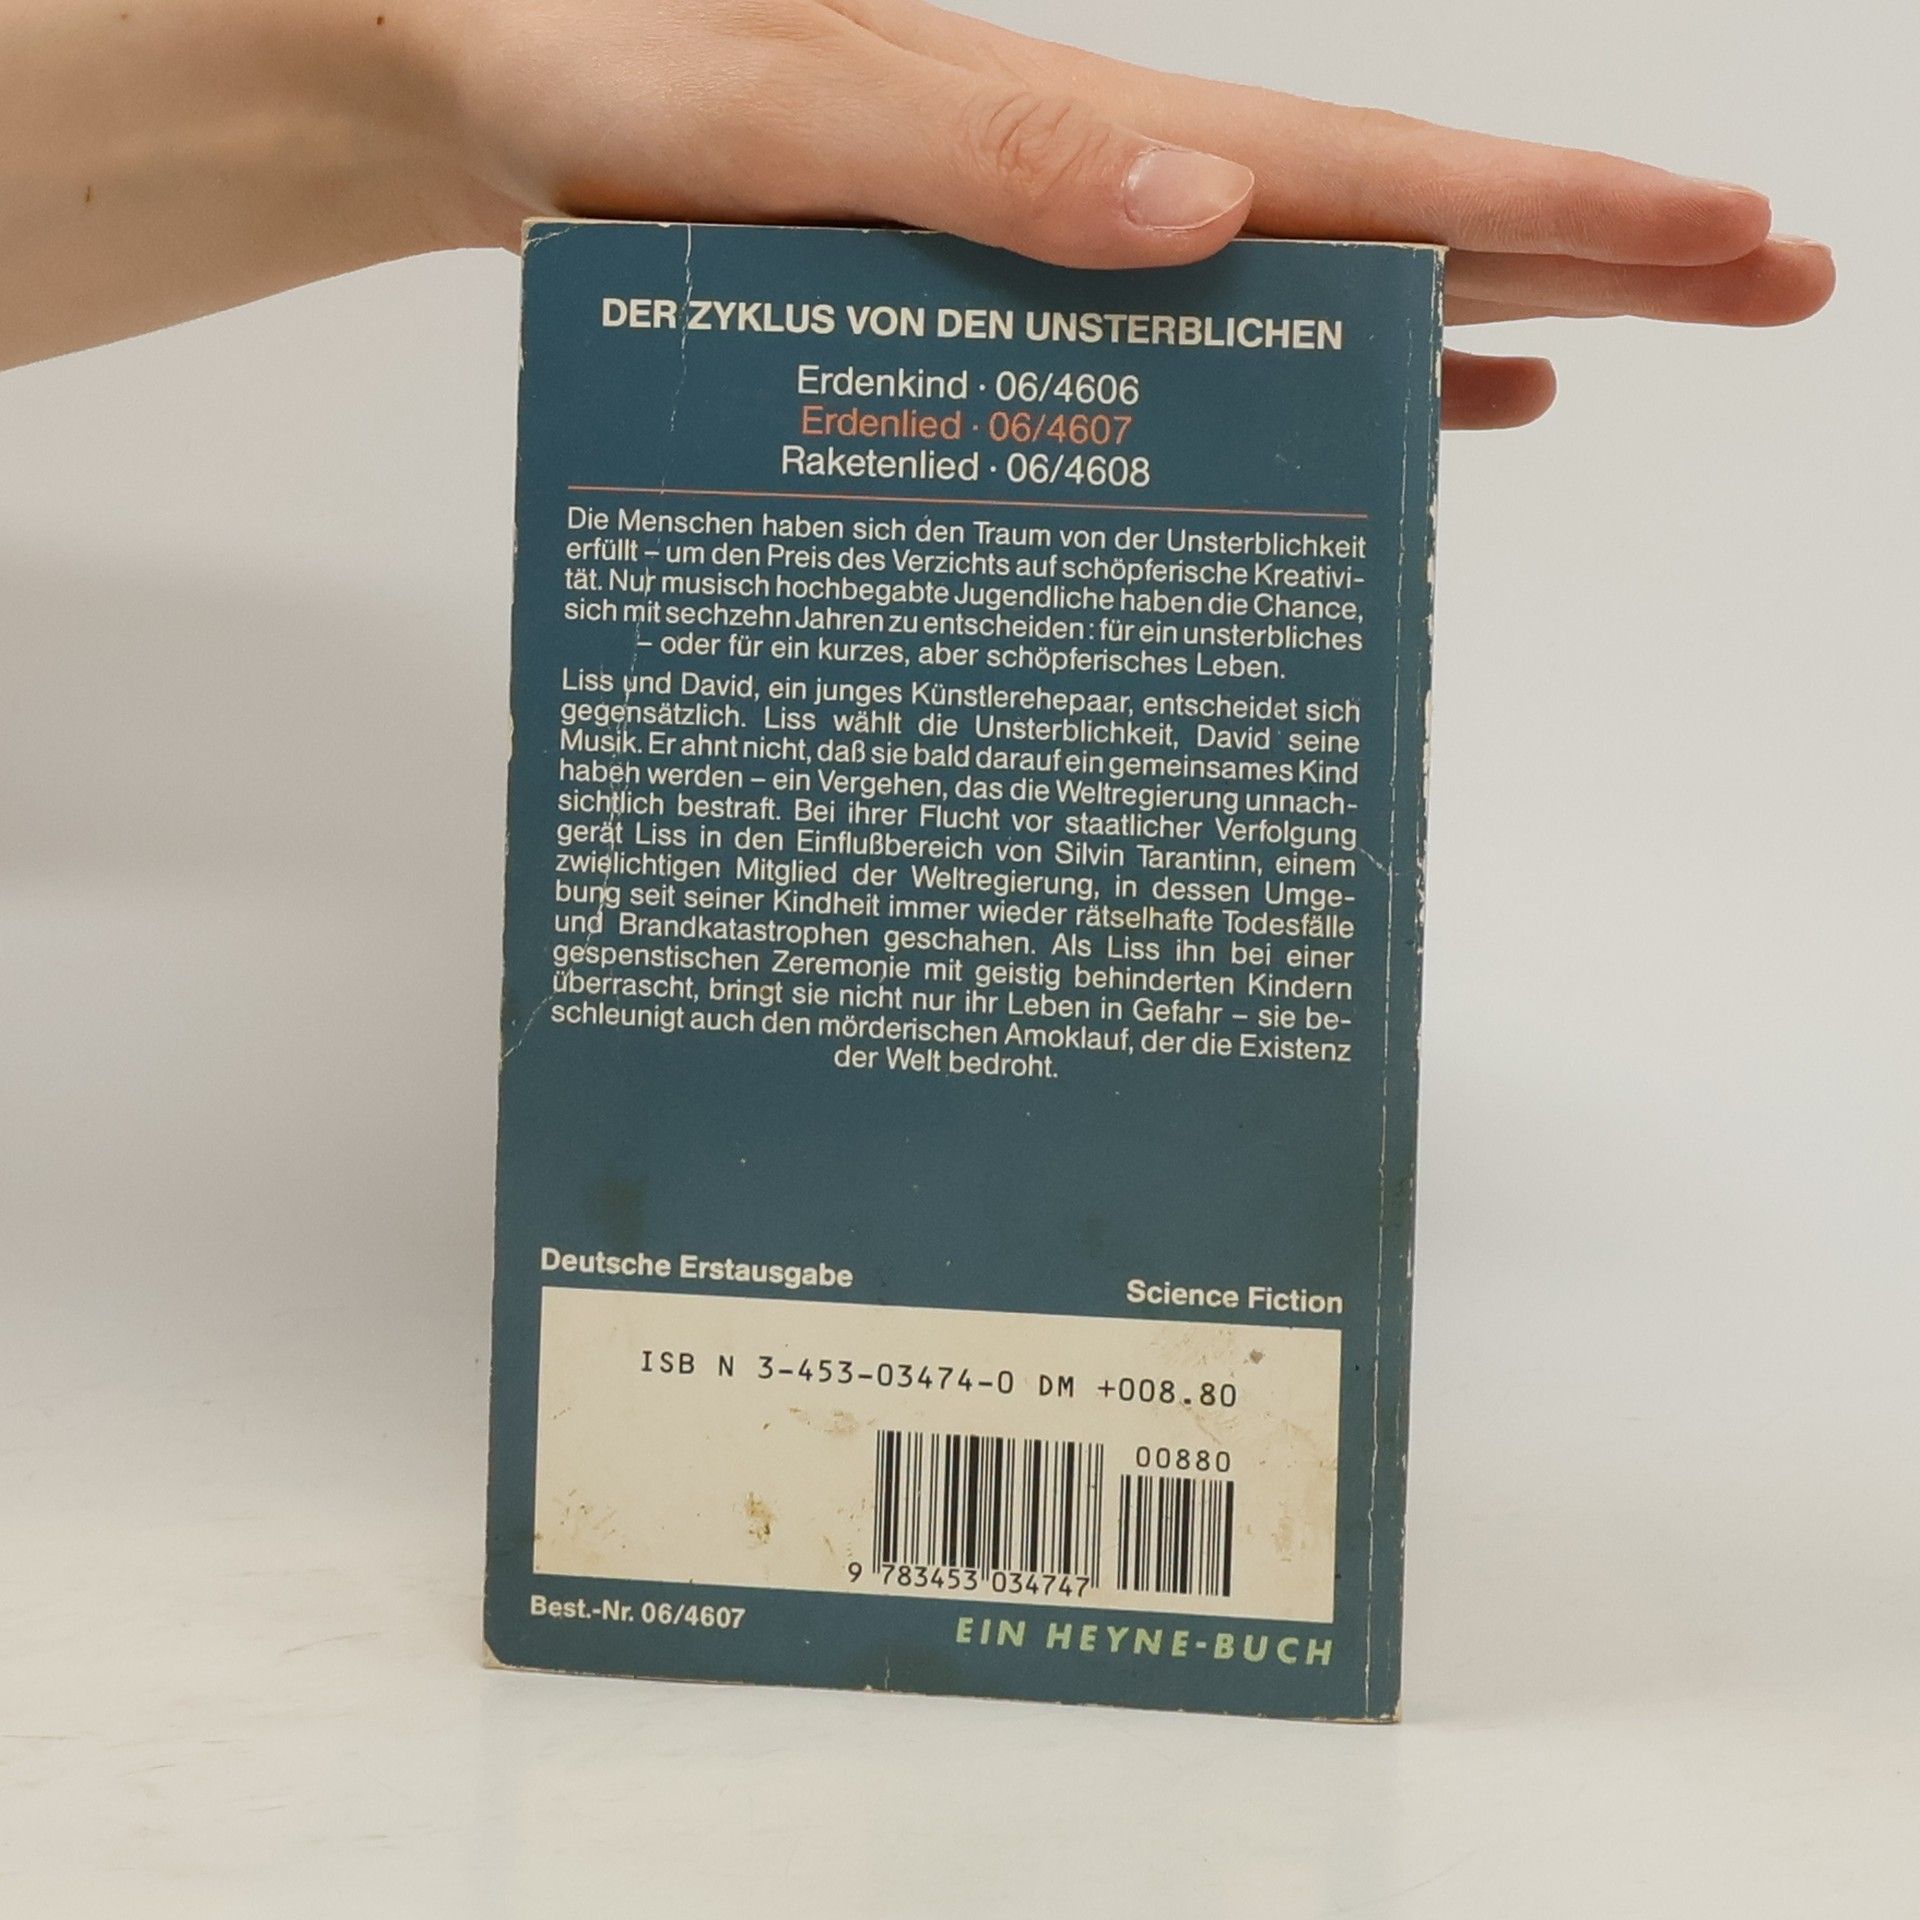 DER ZYKLUS VON DEN UNSTERBLICHEN
Erdenkind · 06/4606
Erdenlied · 06/4607
Raketenlied · 06/4608
Die Menschen haben sich den Traum von der Unsterblichkeit
erfüllt – um den Preis des Verzichts auf schöpferische Kreativi-
tät. Nur musisch hochbegabte Jugendliche haben die Chance,
sich mit sechzehn Jahren zu entscheiden: für ein unsterbliches
– oder für ein kurzes, aber schöpferisches Leben.
Liss und David, ein junges Künstlerehepaar, entscheidet sich
gegensätzlich. Liss wählt die Unsterblichkeit, David seine
Musik. Er ahnt nicht, daß sie bald darauf ein gemeinsames Kind
haben werden – ein Vergehen, das die Weltregierung unnach-
sichtlich bestraft. Bei ihrer Flucht vor staatlicher Verfolgung
gerät Liss in den Einflußbereich von Silvin Tarantinn, einem
zwielichtigen Mitglied der Weltregierung, in dessen Umge-
bung seit seiner Kindheit immer wieder rätselhafte Todesfälle
und Brandkatastrophen geschahen. Als Liss ihn bei einer
gespenstischen Zeremonie mit geistig behinderten Kindern
überrascht, bringt sie nicht nur ihr Leben in Gefahr – sie be-
schleunigt auch den mörderischen Amoklauf, der die Existenz
der Welt bedroht.
Deutsche Erstausgabe
Science Fiction
ISB N 3-453-03474-0 DM +008.80
00880
9 783453 034747
Best.-Nr. 06/4607
EIN HEYNE-BUCH